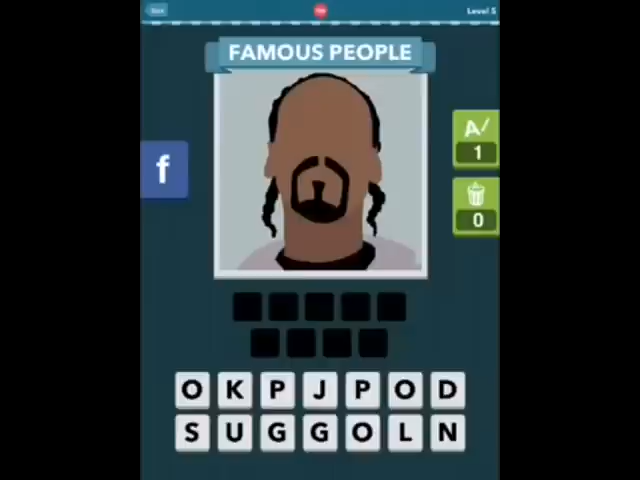 Level 5
FAMOUS PEOPLE
f
A/
1
0
O K P J P O D
S U G G O L N